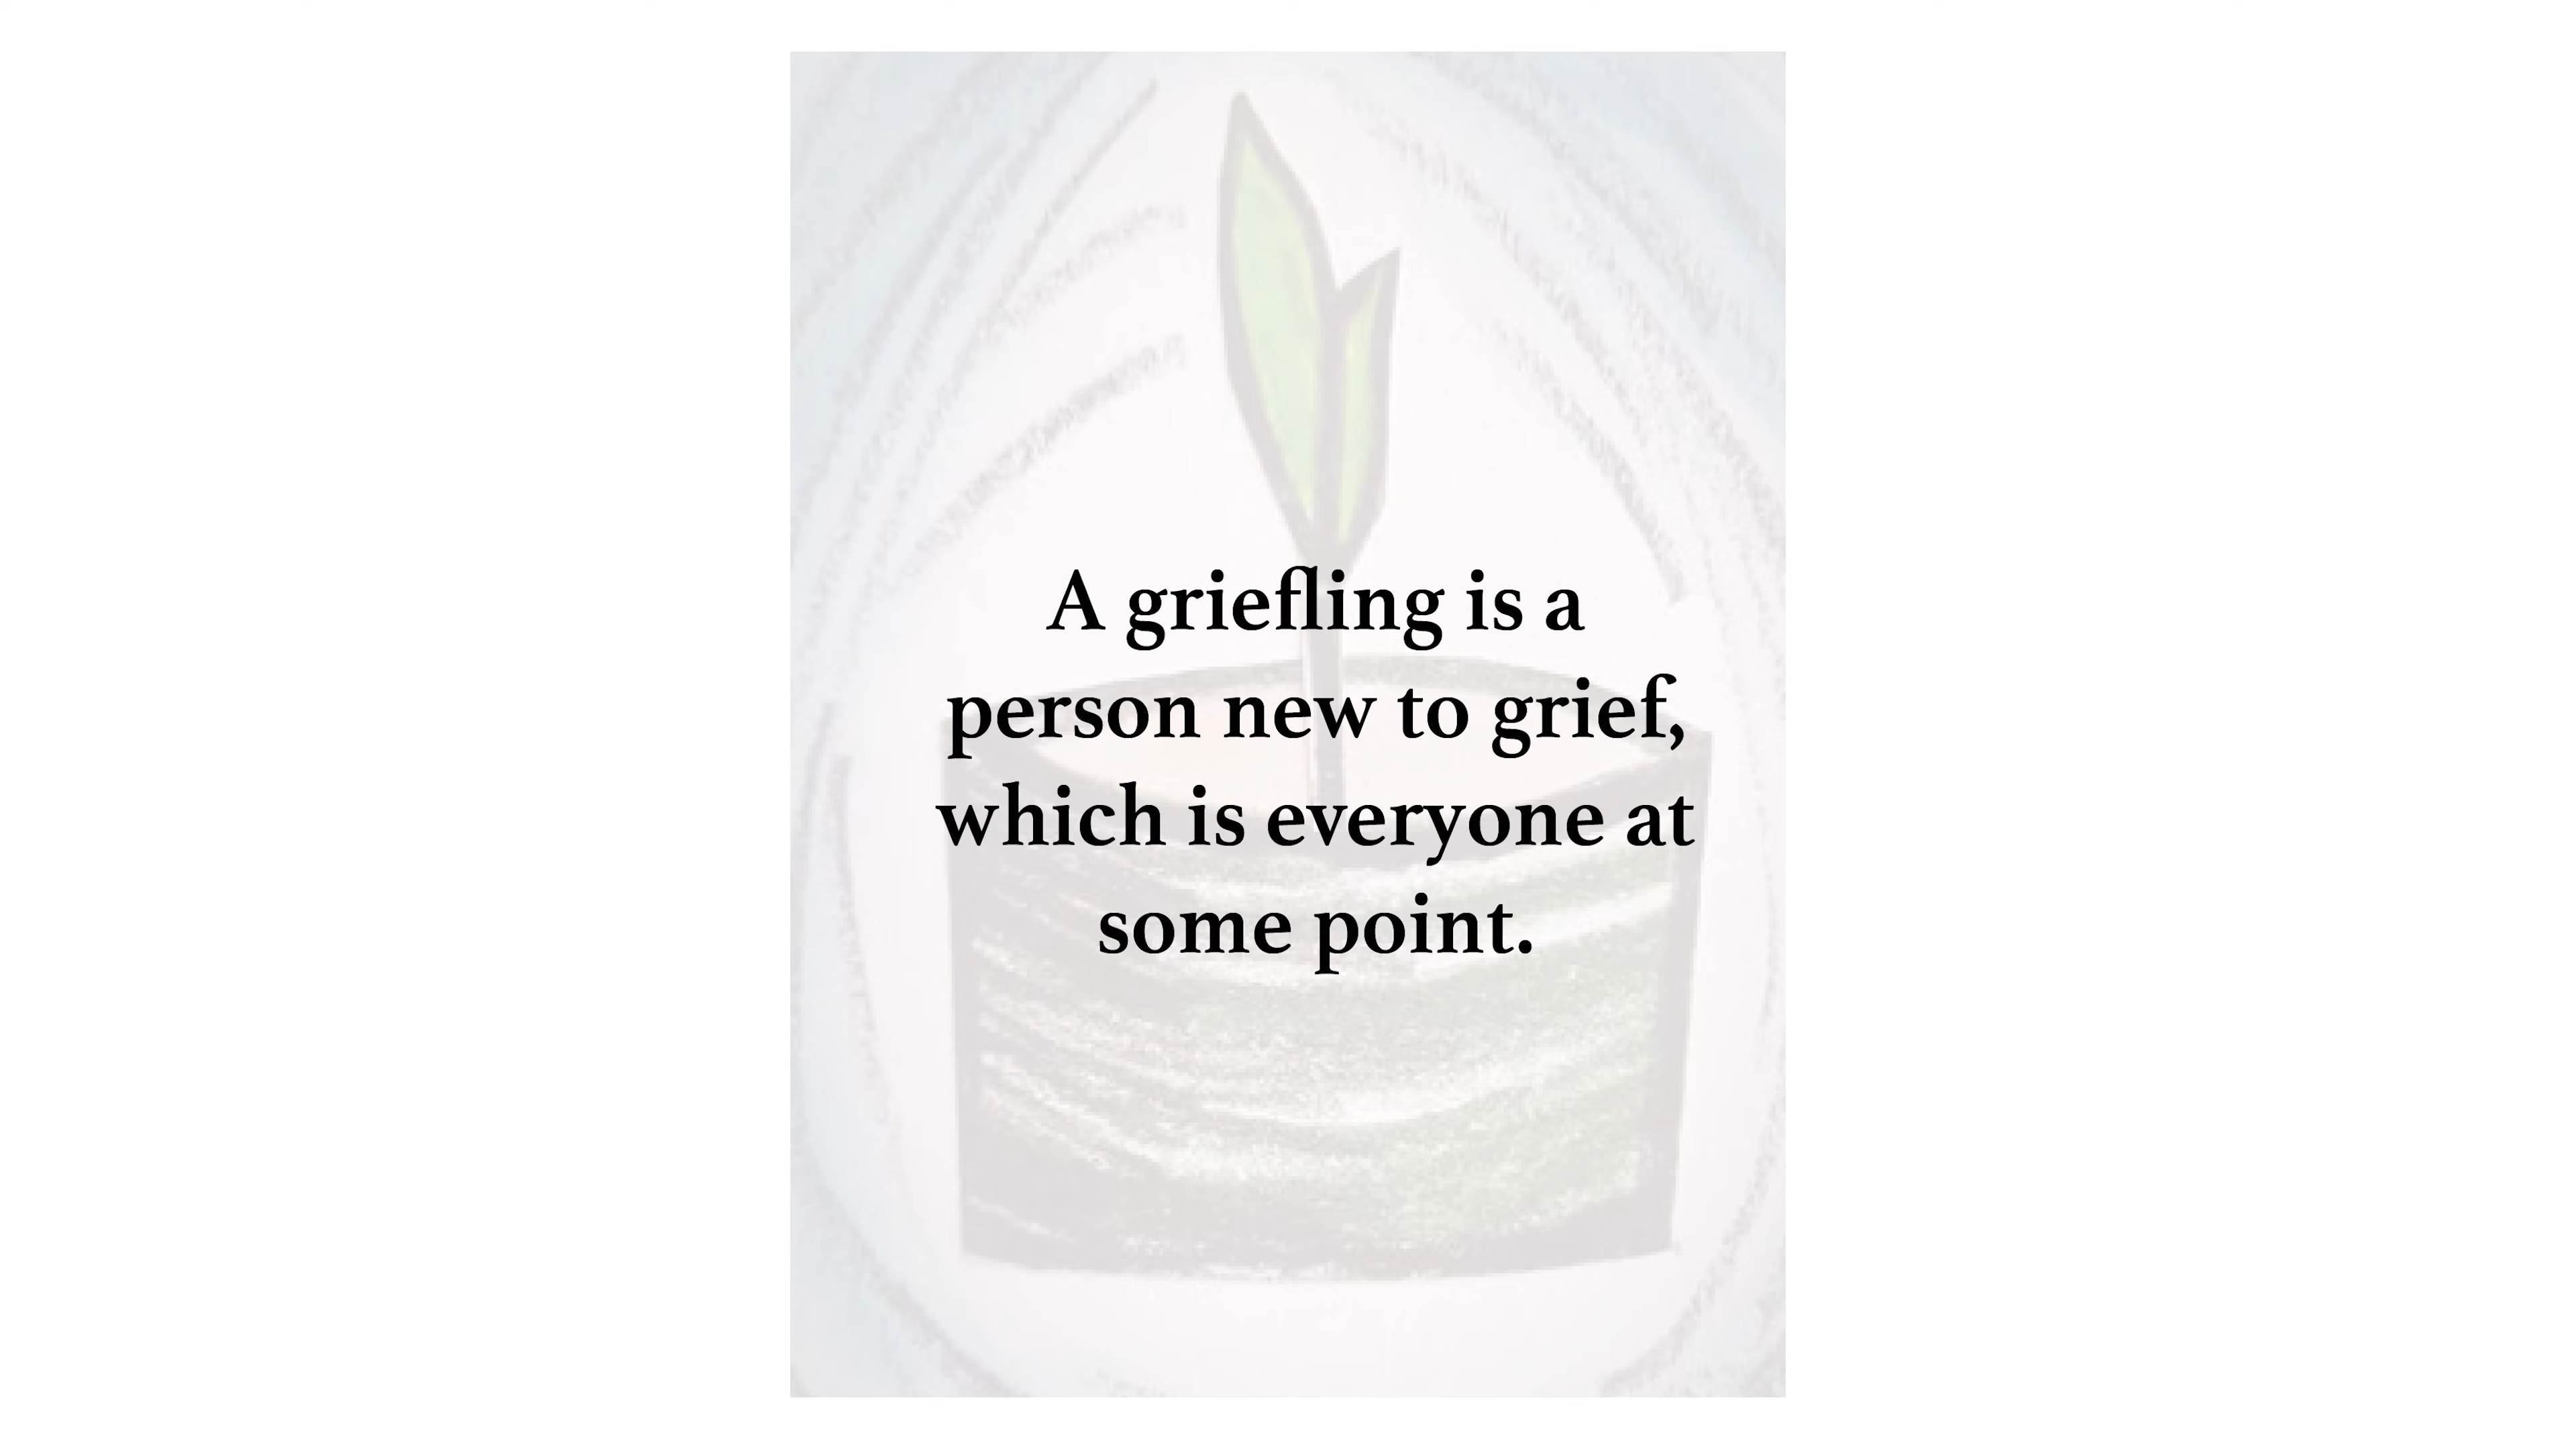 A griefling is a
person new to grief,
which is everyone at
some point.